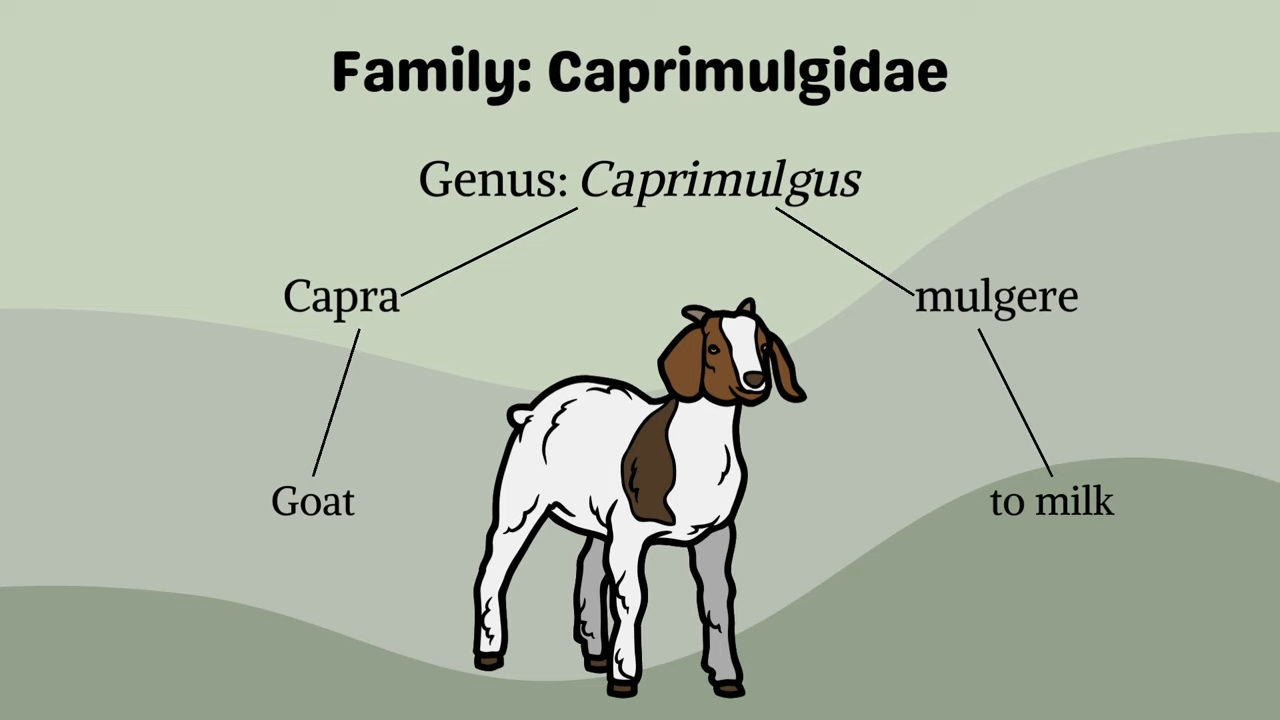 Family: Caprimulgidae
Genus: Caprimulgus
Capra
mulgere
Goat
to milk